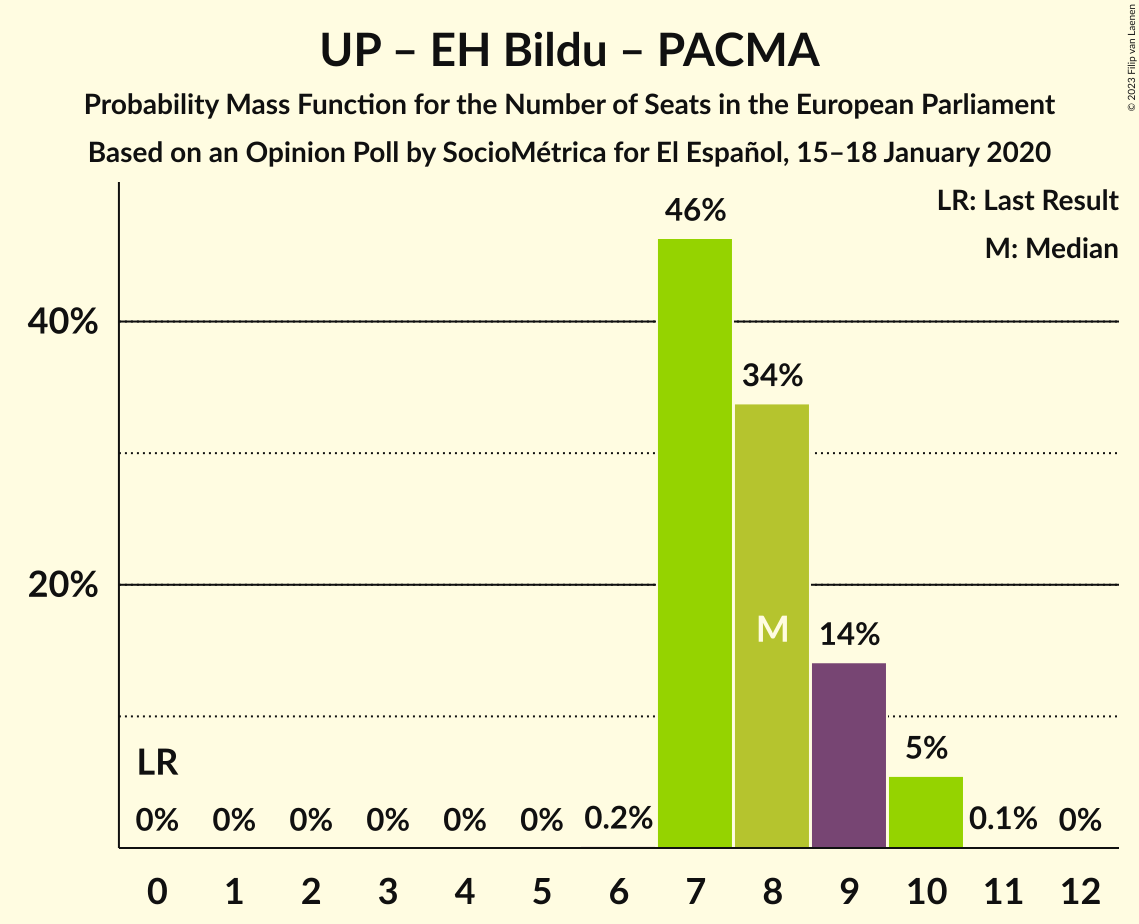 UP – EH Bildu – PACMA
Probability Mass Function for the Number of Seats in the European Parliament
Based on an Opinion Poll by SocioMétrica for El Español, 15–18 January 2020
© 2023 Filip van Laenen
LR: Last Result
M: Median
46%
40%
34%
20%
M
14%
LR
5%
0% 0% 0% 0% 0% 0% 0.2% 0.1% 0%
0 1 2 3 4 5 6 7 8 9 10 11 12